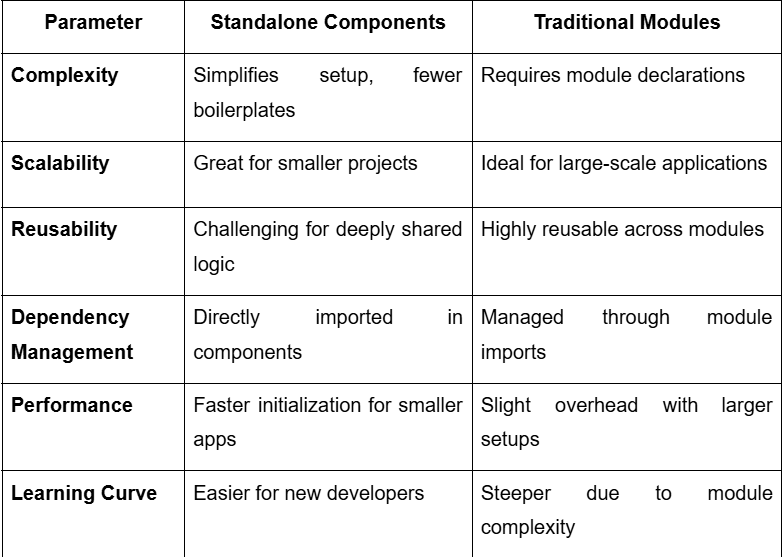 Parameter Standalone Components Traditional Modules
Complexity Simplifies setup, fewer Requires module declarations
boilerplates
Scalability Great for smaller projects Ideal for large-scale applications
Reusability Challenging for deeply shared Highly reusable across modules
logic
Dependency Directly imported in Managed through module
Management components imports
Performance Faster initialization for smaller Slight overhead with larger
apps setups
Learning Curve Easier for new developers Steeper due to module
complexity